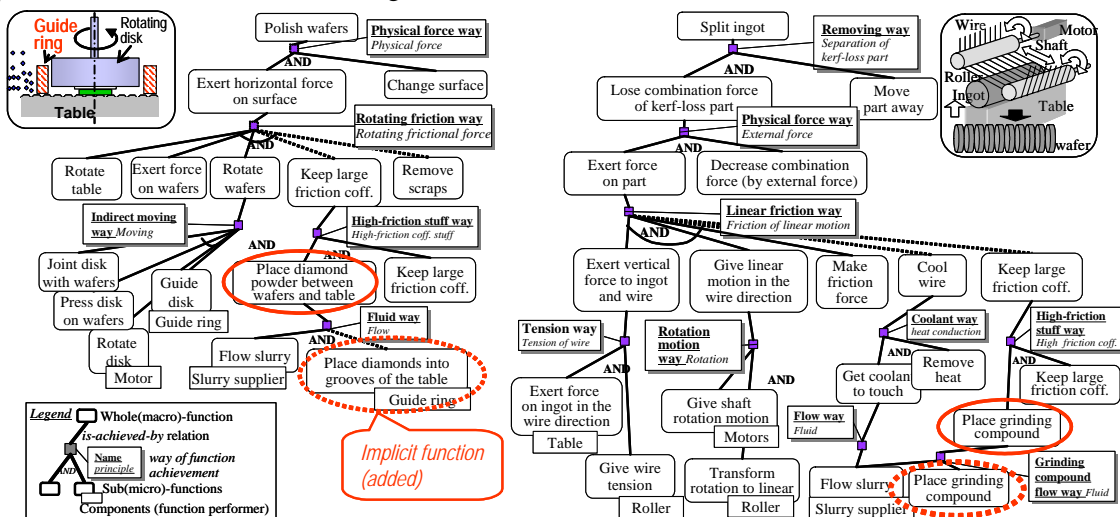 Guide
ring
Rotating
disk
Table
Polish wafers
Physical force way
Physical force
AND
Exert horizontal force
on surface
Change surface
Rotating friction way
Rotating frictional force
AND
Rotate
table
Exert force
on wafers
Rotate
wafers
Keep large
friction coff.
Remove
scraps
Indirect moving
way Moving
High-friction stuff way
High-friction coff. stuff
AND
AND
Joint disk
with wafers
Press disk
on wafers
Rotate
disk
Motor
Guide
disk
Guide ring
Place diamond
powder between
wafers and table
Keep large
friction coff.
Fluid way
Flow
AND
Flow slurry
Slurry supplier
Place diamonds into
grooves of the table
Guide ring
Implicit function
(added)
Legend
Whole(macro)-function
is-achieved-by relation
Name
principle
way of function
achievement
AND
Sub(micro)-functions
Components (function performer)
Split ingot
Removing way
Separation of
kerf-loss part
AND
Lose combination force
of kerf-loss part
Move
part away
Physical force way
External force
AND
Exert force
on part
Decrease combination
force (by external force)
Linear friction way
Friction of linear motion
AND
Exert vertical
force to ingot
and wire
Give linear
motion in the
wire direction
Make
friction
force
Cool
wire
Keep large
friction coff.
Tension way
Tension of wire
Rotation
motion
way Rotation
Coolant way
heat conduction
High-friction
stuff way
High friction coff.
AND
AND
AND
AND
Exert force
on ingot in the
wire direction
Table
Give shaft
rotation motion
Motors
Get coolant
to touch
Remove
heat
Keep large
friction coff.
Flow way
Fluid
Place grinding
compound
Give wire
tension
Roller
Transform
rotation to linear
Roller
Flow slurry
Slurry supplier
Place grinding
compound
Grinding
compound
flow way Fluid
Wire
Motor
Shaft
Roller
Ingot
Table
wafer